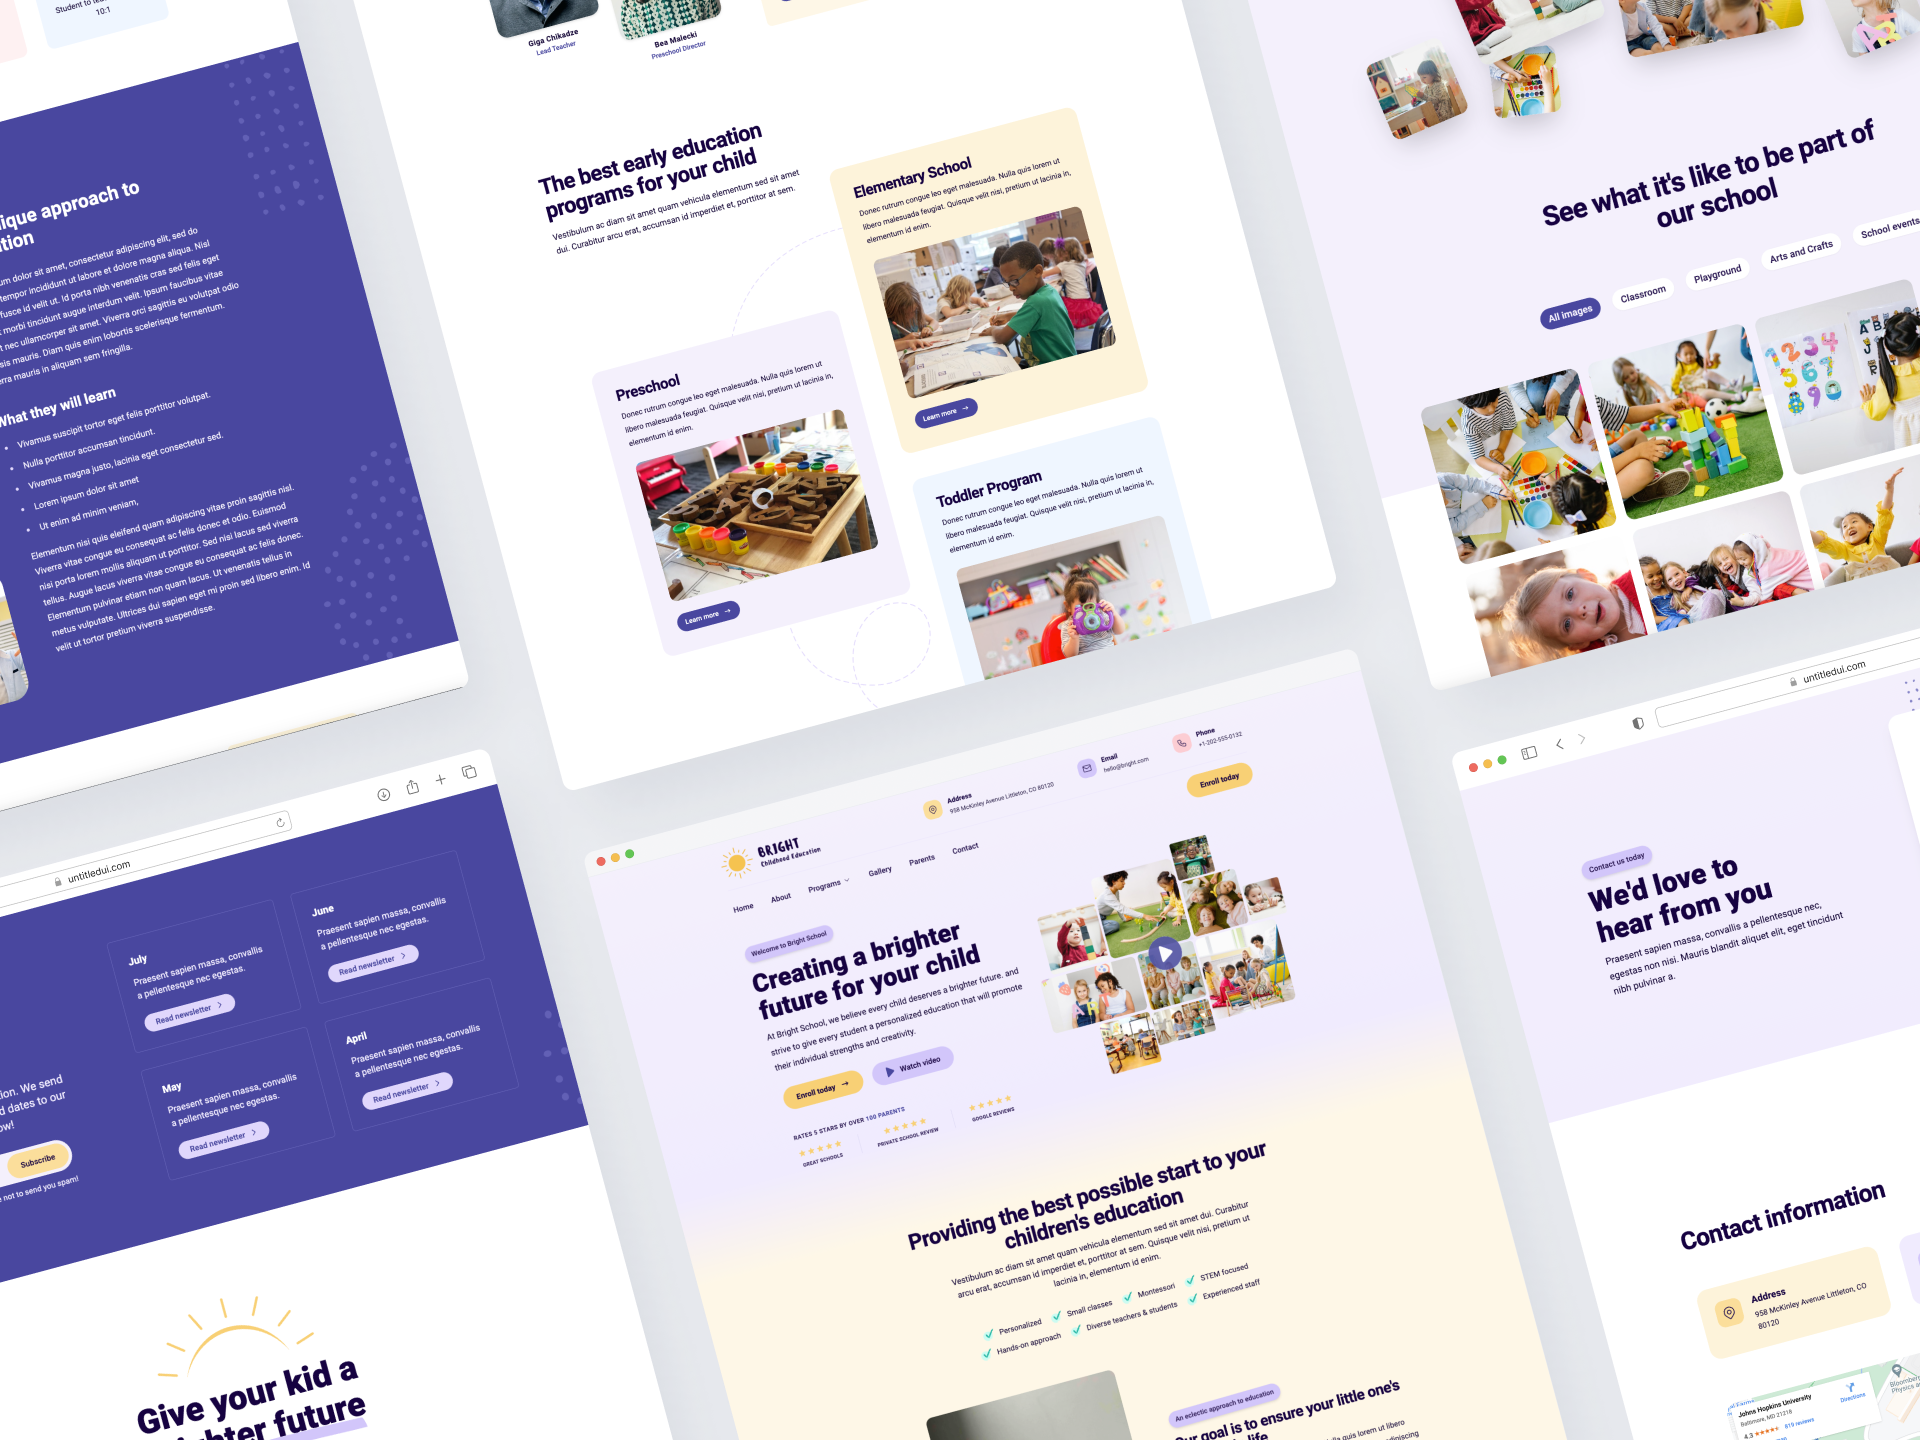 Student to
10:1
ique approach to
tion
um dolor sit amet, consectetur adipiscing elit, sed do
tempor incididunt ut labore et dolore magna aliqua. Nisl
fusce id velit ut. Id porta nibh venenatis cras sed felis eget
t morbi tincidunt augue interdum velit. Ipsum faucibus vitae
t nec ullamcorper sit amet. Viverra orci sagittis eu volutpat odio
sis mauris. Diam quis enim lobortis scelerisque fermentum.
rra mauris in aliquam sem fringilla.
What they will learn
Vivamus suscipit tortor eget felis porttitor volutpat.
Nulla porttitor accumsan tincidunt.
Vivamus magna justo, lacinia eget consectetur sed.
Lorem ipsum dolor sit amet
Ut enim ad minim veniam,
Elementum nisi quis eleifend quam adipiscing vitae proin sagittis nisl.
Viverra vitae congue eu consequat ac felis donec et odio. Euismod
nisi porta lorem mollis aliquam ut porttitor. Sed nisi lacus sed viverra
tellus. Augue lacus viverra vitae congue eu consequat ac felis donec.
Elementum pulvinar etiam non quam lacus. Ut venenatis tellus in
metus vulputate. Ultrices dui sapien eget mi proin sed libero enim. Id
velit ut tortor pretium viverra suspendisse.
Giga Chikadze
Lead Teacher
Bea Malecki
Preschool Director
The best early education
programs for your child
Vestibulum ac diam sit amet quam vehicula elementum sed sit amet
dui. Curabitur arcu erat, accumsan id imperdiet et, porttitor at sem.
Elementary School
Donec rutrum congue leo eget malesuada. Nulla quis lorem ut
libero malesuada feugiat. Quisque velit nisi, pretium ut lacinia in,
elementum id enim.
Learn more
Preschool
Donec rutrum congue leo eget malesuada. Nulla quis lorem ut
libero malesuada feugiat. Quisque velit nisi, pretium ut lacinia in,
elementum id enim.
Learn more
Toddler Program
Donec rutrum congue leo eget malesuada. Nulla quis lorem ut
libero malesuada feugiat. Quisque velit nisi, pretium ut lacinia in,
elementum id enim.
See what it's like to be part of
our school
All images
Classroom
Playground
Arts and Crafts
School events
untitledui.com
July
Praesent sapien massa, convallis
a pellentesque nec egestas.
Read newsletter
June
Praesent sapien massa, convallis
a pellentesque nec egestas.
Read newsletter
May
Praesent sapien massa, convallis
a pellentesque nec egestas.
Read newsletter
April
Praesent sapien massa, convallis
a pellentesque nec egestas.
Read newsletter
tion. We send
d dates to our
ow!
Subscribe
not to send you spam!
Give your kid a
ghter future
BRIGHT
Childhood Education
Address
958 McKinley Avenue Littleton, CO 80120
Email
hello@bright.com
Phone
+1-202-555-0132
Home
About
Programs
Gallery
Parents
Contact
Enroll today
Welcome to Bright School
Creating a brighter
future for your child
At Bright School, we believe every child deserves a brighter future. and
strive to give every student a personalized education that will promote
their individual strengths and creativity.
Enroll today
Watch video
RATES 5 STARS BY OVER 100 PARENTS
GREAT SCHOOLS
PRIVATE SCHOOL REVIEW
GOOGLE REVIEWS
Providing the best possible start to your
children's education
Vestibulum ac diam sit amet quam vehicula elementum sed sit amet dui. Curabitur
arcu erat, accumsan id imperdiet et, porttitor at sem. Quisque velit nisi, pretium ut
lacinia in, elementum id enim.
Personalized
Small classes
Montessori
STEM focused
Hands-on approach
Diverse teachers & students
Experienced staff
An eclectic approach to education
Our goal is to ensure your little one's
life
untitledui.com
Contact us today
We'd love to
hear from you
Praesent sapien massa, convallis a pellentesque nec,
egestas non nisi. Mauris blandit aliquet elit, eget tincidunt
nibh pulvinar a.
Contact information
Address
958 McKinley Avenue Littleton, CO
80120
Johns Hopkins University
Baltimore, MD 21218
4.3
819 reviews
Directions